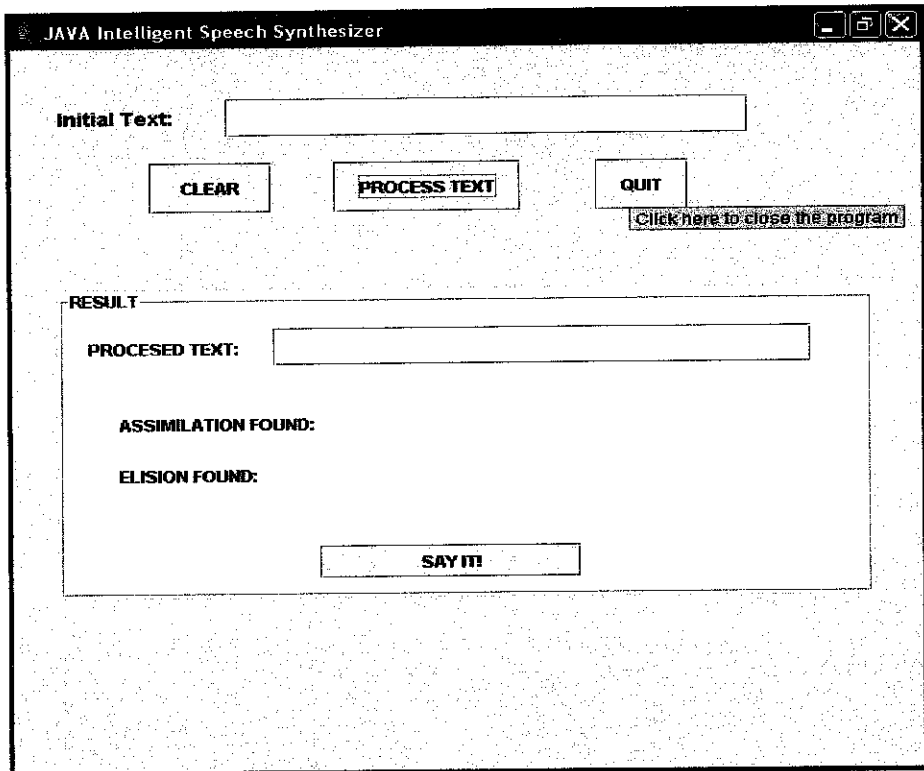 JAVA Intelligent Speech Synthesizer
Initial Text:
CLEAR PROCESS TEXT QUIT
Click here to close the program
RESULT
PROCESED TEXT:
ASSIMILATION FOUND:
ELISION FOUND:
SAY IT!